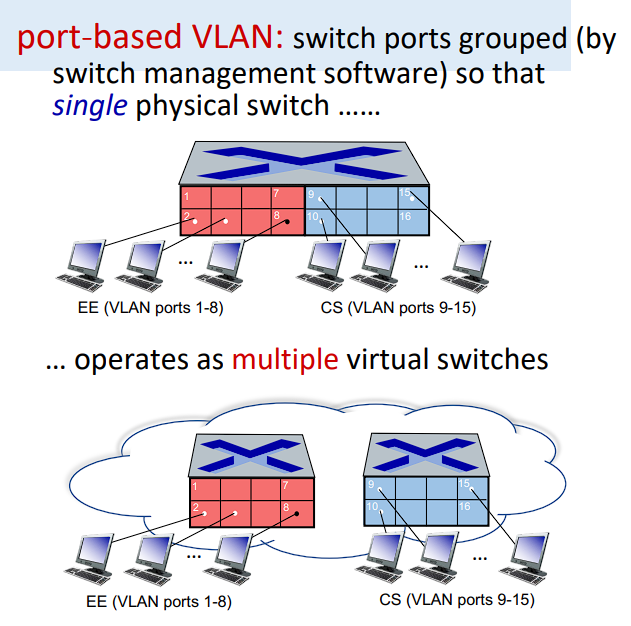 port-based VLAN: switch ports grouped (by
switch management software) so that
single physical switch ……
1 7 9 15
2 8 10 16
... ...
EE (VLAN ports 1-8) CS (VLAN ports 9-15)
… operates as multiple virtual switches
1 7 9 15
2 8 10 16
... ...
EE (VLAN ports 1-8) CS (VLAN ports 9-15)